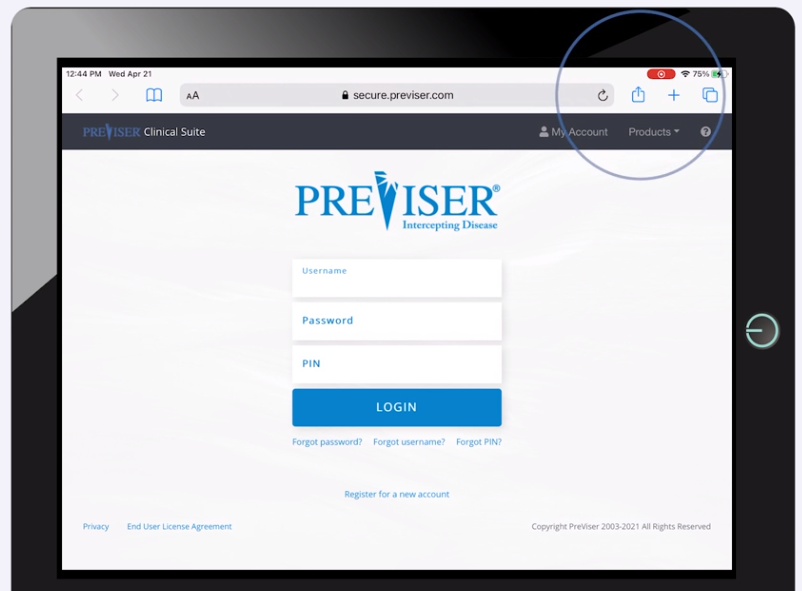 12:44 PM Wed Apr 21
75%
AA
secure.previser.com
PREVISER Clinical Suite
My Account
Products
?
PREVISER®
Intercepting Disease
Username
Password
PIN
LOGIN
Forgot password? Forgot username? Forgot PIN?
Register for a new account
Privacy End User License Agreement
Copyright PreViser 2003-2021 All Rights Reserved